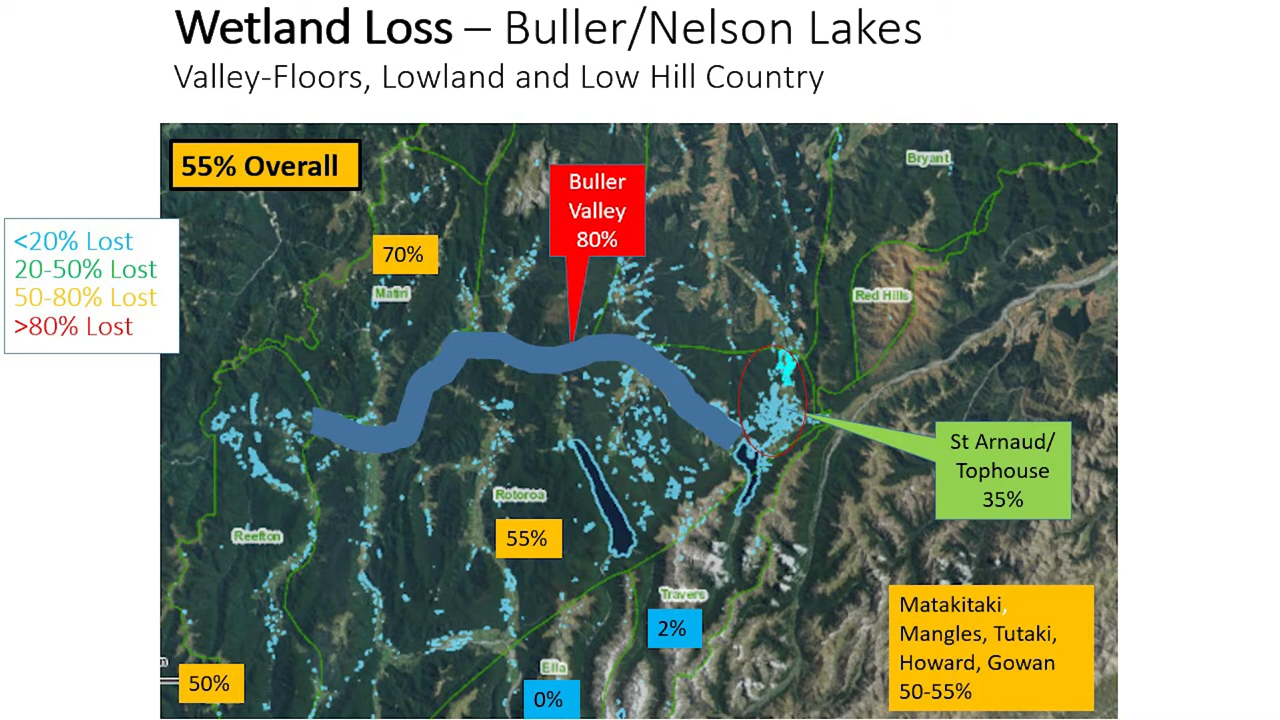 Wetland Loss – Buller/Nelson Lakes
Valley-Floors, Lowland and Low Hill Country
55% Overall
Bryant
Buller
Valley
80%
<20% Lost
20-50% Lost
50-80% Lost
>80% Lost
70%
Matiri
Red Hills
St Arnaud/
Tophouse
35%
Rotoroa
55%
Reefton
Travers
2%
Matakitaki,
Mangles, Tutaki,
Howard, Gowan
50-55%
Ella
0%
50%